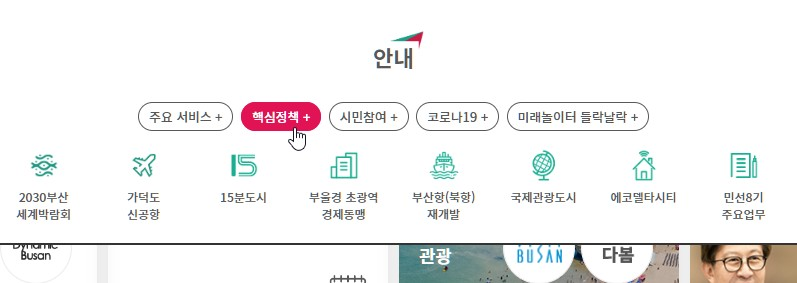 안내
주요 서비스 +
핵심정책 +
시민참여 +
코로나19 +
미래놀이터 들락날락 +
2030부산
세계박람회
가덕도
신공항
15
15분도시
부울경 초광역
경제동맹
부산항(북항)
재개발
국제관광도시
에코델타시티
민선8기
주요업무
Dynamic
Busan
관광
BUSAN
다봄